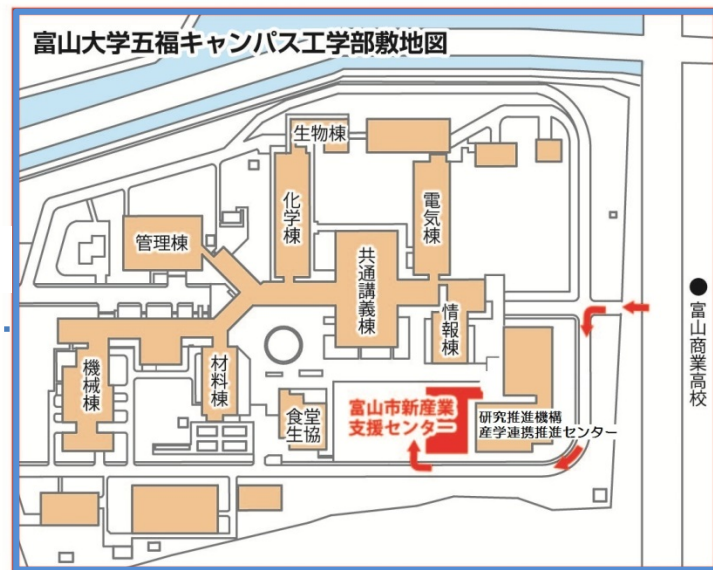 富山大学五福キャンパス工学部敷地図
生物棟
化学棟
電気棟
管理棟
共通講義棟
情報棟
●富山商業高校
機械棟
材料棟
食堂
生協
富山市新産業
支援センター
研究推進機構
産学連携推進センター